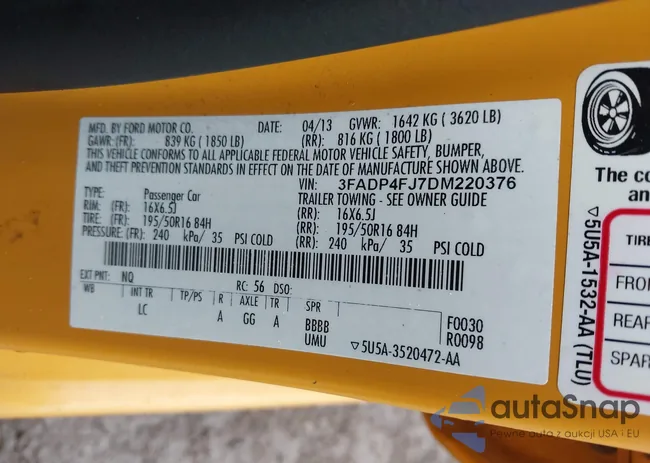 MFD. BY FORD MOTOR CO.
DATE: 04/13 GVWR: 1642 KG ( 3620 LB)
GAWR: (FR): 839 KG ( 1850 LB) (RR): 816 KG ( 1800 LB)
THIS VEHICLE CONFORMS TO ALL APPLICABLE FEDERAL MOTOR VEHICLE SAFETY, BUMPER,
AND THEFT PREVENTION STANDARDS IN EFFECT ON THE DATE OF MANUFACTURE SHOWN ABOVE.
VIN: 3FADP4FJ7DM220376
TYPE: Passenger Car TRAILER TOWING - SEE OWNER GUIDE
RIM: (FR): 16X6.5J (RR): 16X6.5J
TIRE: (FR): 195/50R16 84H (RR): 195/50R16 84H
PRESSURE: (FR): 240 kPa/ 35 PSI COLD (RR): 240 kPa/ 35 PSI COLD
EXT PNT: NQ RC: 56 DSO:
WB INT TR TP/PS R AXLE TR SPR
LC A GG A BBBB F0030
UMU R0098
▽5U5A-3520472-AA
The co
TIRE
FRO
REAR
SPAR
▽5U5A-1532-AA (TLU)
autaSnap
Pewne auta z aukcji USA i EU